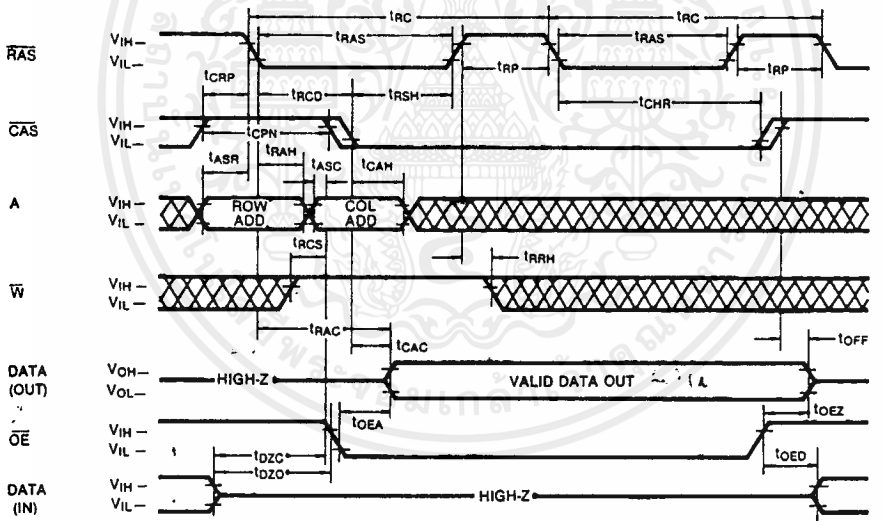 tRC tRC
RAS VIH— tRAS tRAS
VIL— tRP tRP
tCRP tRCD tRSH tCHR
CAS VIH— tCPN
VIL—
tASR tRAH tASC tCAH
A VIH— ROW ADD COL ADD
VIL—
tRCS tRRH
W VIH—
VIL—
tRAC tCAC tOFF
DATA (OUT) VOH— HIGH-Z VALID DATA OUT
VOL—
tOEA tOEZ
OE VIH—
VIL— tDZC tOED
tDZO
DATA (IN) VIH— HIGH-Z
VIL—